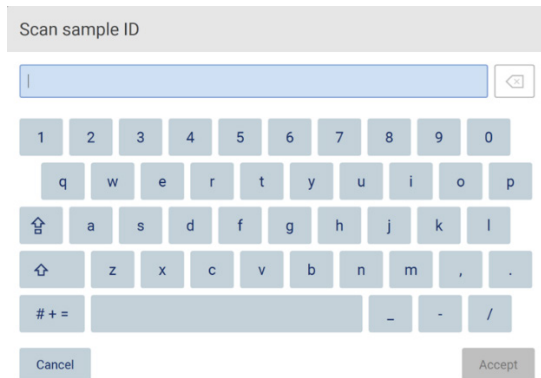 Scan sample ID
1 2 3 4 5 6 7 8 9 0
q w e r t y u i o p
a s d f g h j k l
z x c v b n m , .
# + = _ - /
Cancel Accept